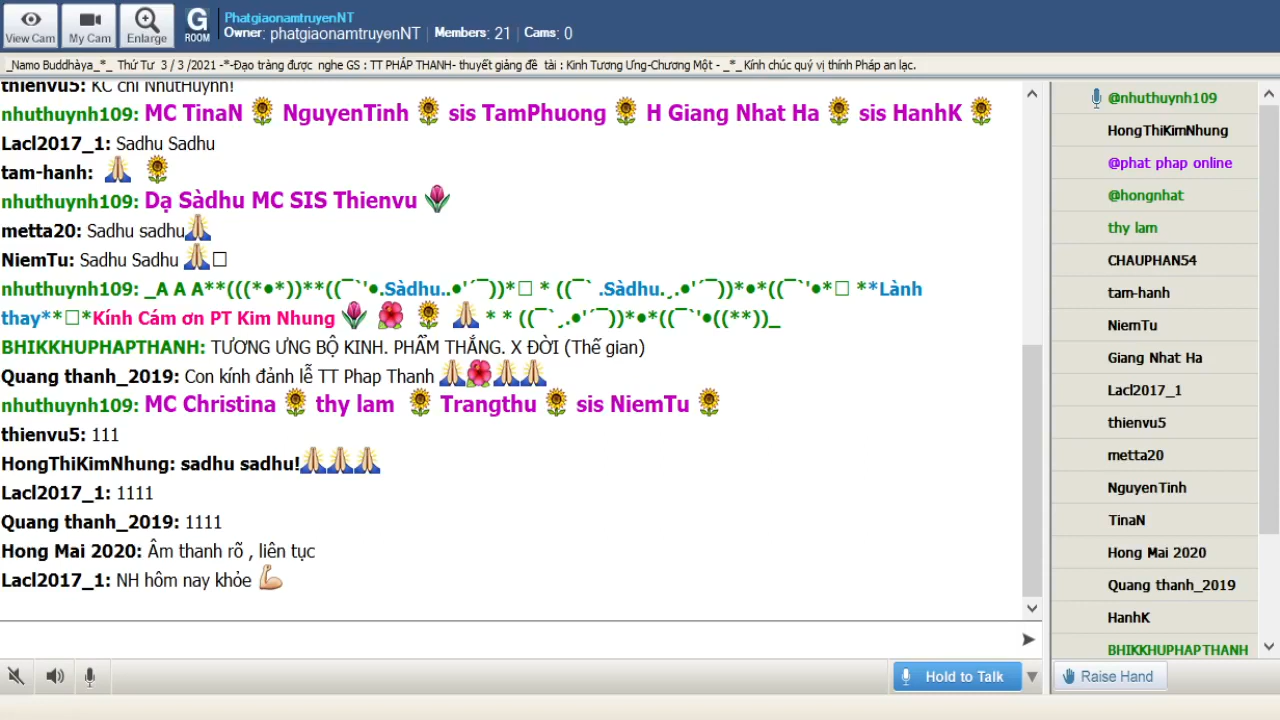 View Cam
My Cam
Enlarge
G
ROOM
PhatgiaonamtruyenNT
Owner: phatgiaonamtruyenNT | Members: 21 | Cams: 0
_Namo Buddhàya_*_ Thứ Tư 3 / 3 /2021 -*-Đạo tràng được nghe GS : TT PHÁP THANH- thuyết giảng đề tài : Kinh Tương Ưng-Chương Một - _*_ Kính chúc quý vị thính Pháp an lạc.
thienvu5: KC chi NhutHuynh!
nhuthuynh109: MC TinaN 🌻 NguyenTinh 🌻 sis TamPhuong 🌻 H Giang Nhat Ha 🌻 sis HanhK 🌻
Lacl2017_1: Sadhu Sadhu
tam-hanh: 🙏 🌻
nhuthuynh109: Dạ Sàdhu MC SIS Thienvu 🌷
metta20: Sadhu sadhu🙏
NiemTu: Sadhu Sadhu 🙏□
nhuthuynh109: _A A A**(((*•*))**((¯`'•.Sàdhu..•'´¯))*□ * ((¯` .Sàdhu.¸.•'´¯))*•*((¯`'•*□ **Lành
thay**□*Kính Cám ơn PT Kim Nhung 🌷 🌺 🌻 🙏 * * ((¯`¸.•'´¯))*•*((¯`'•((**))_
BHIKKHUPHAPTHANH: TƯƠNG ƯNG BỘ KINH. PHẨM THẮNG. X ĐỜI (Thế gian)
Quang thanh_2019: Con kính đảnh lễ TT Phap Thanh 🙏🌺🙏🙏
nhuthuynh109: MC Christina 🌻 thy lam 🌻 Trangthu 🌻 sis NiemTu 🌻
thienvu5: 111
HongThiKimNhung: sadhu sadhu!🙏🙏🙏
Lacl2017_1: 1111
Quang thanh_2019: 1111
Hong Mai 2020: Âm thanh rõ , liên tục
Lacl2017_1: NH hôm nay khỏe 💪
Hold to Talk
@nhuthuynh109
HongThiKimNhung
@phat phap online
@hongnhat
thy lam
CHAUPHAN54
tam-hanh
NiemTu
Giang Nhat Ha
Lacl2017_1
thienvu5
metta20
NguyenTinh
TinaN
Hong Mai 2020
Quang thanh_2019
HanhK
BHIKKHUPHAPTHANH
Raise Hand